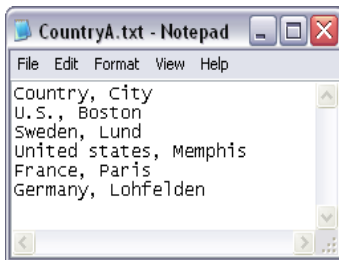 CountryA.txt - Notepad
File Edit Format View Help
Country, City
U.S., Boston
Sweden, Lund
United states, Memphis
France, Paris
Germany, Lohfelden